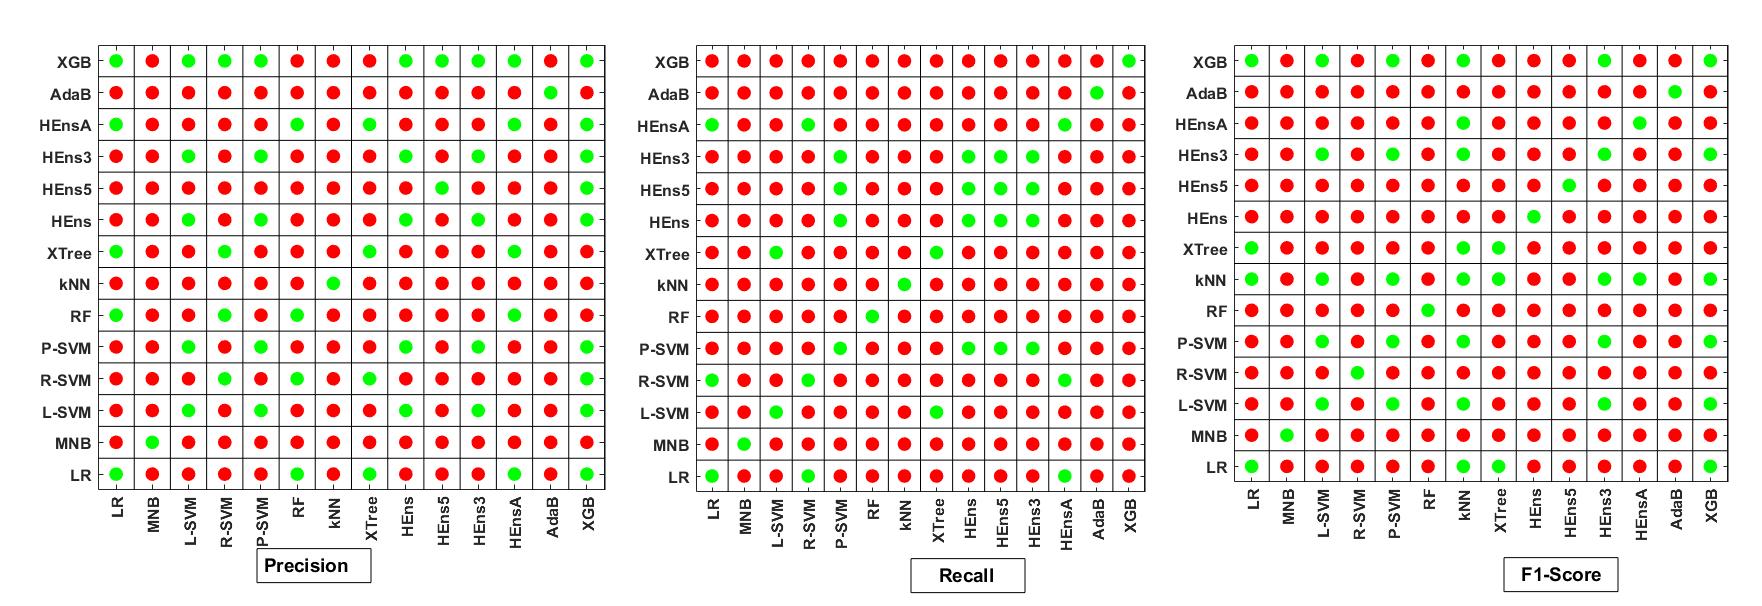 XGB
AdaB
HEnsA
HEns3
HEns5
HEns
XTree
kNN
RF
P-SVM
R-SVM
L-SVM
MNB
LR
LR MNB L-SVM R-SVM P-SVM RF kNN XTree HEns HEns5 HEns3 HEnsA AdaB XGB
Precision
XGB
AdaB
HEnsA
HEns3
HEns5
HEns
XTree
kNN
RF
P-SVM
R-SVM
L-SVM
MNB
LR
LR MNB L-SVM R-SVM P-SVM RF kNN XTree HEns HEns5 HEns3 HEnsA AdaB XGB
Recall
XGB
AdaB
HEnsA
HEns3
HEns5
HEns
XTree
kNN
RF
P-SVM
R-SVM
L-SVM
MNB
LR
LR MNB L-SVM R-SVM P-SVM RF kNN XTree HEns HEns5 HEns3 HEnsA AdaB XGB
F1-Score